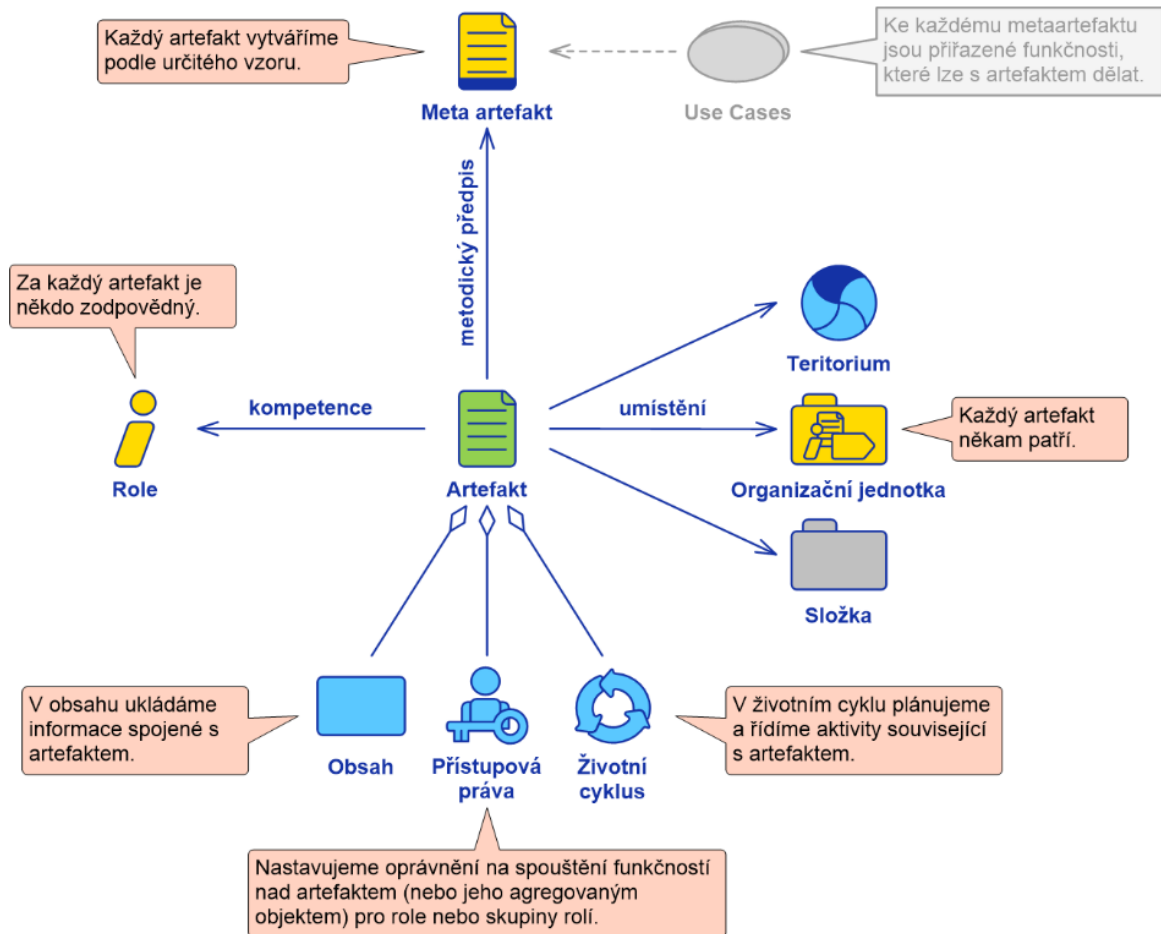 Každý artefakt vytváříme
podle určitého vzoru.
Meta artefakt
Use Cases
Ke každému metaartefaktu
jsou přiřazené funkčnosti,
které lze s artefaktem dělat.
metodický předpis
Za každý artefakt je
někdo zodpovědný.
Role
kompetence
Artefakt
umístění
Teritorium
Organizační jednotka
Každý artefakt
někam patří.
Složka
V obsahu ukládáme
informace spojené s
artefaktem.
Obsah
Přístupová
práva
Životní
cyklus
V životním cyklu plánujeme
a řídíme aktivity související
s artefaktem.
Nastavujeme oprávnění na spouštění funkčností
nad artefaktem (nebo jeho agregovaným
objektem) pro role nebo skupiny rolí.